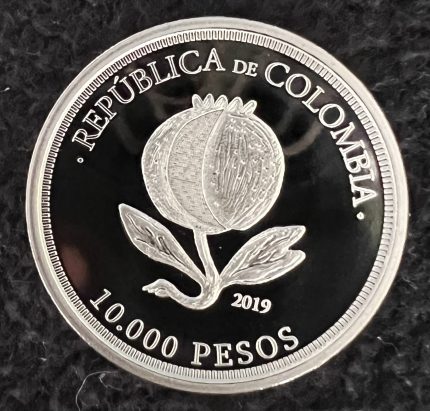 · REPÚBLICA DE COLOMBIA ·
2019
10.000 PESOS